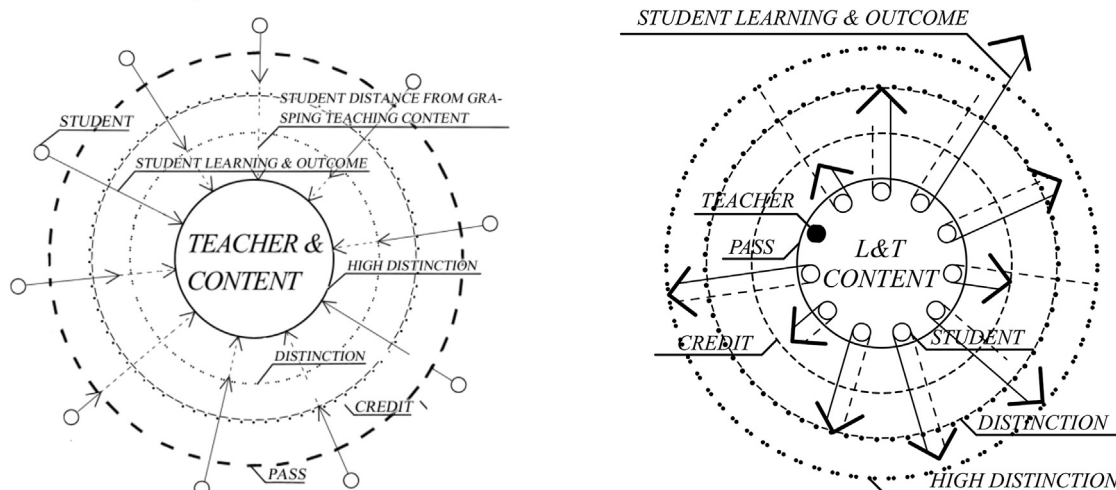 STUDENT DISTANCE FROM GRA-
SPING TEACHING CONTENT
STUDENT
STUDENT LEARNING & OUTCOME
TEACHER &
CONTENT
HIGH DISTINCTION
DISTINCTION
CREDIT
PASS
STUDENT LEARNING & OUTCOME
TEACHER
PASS
L&T
CONTENT
CREDIT
STUDENT
DISTINCTION
HIGH DISTINCTION